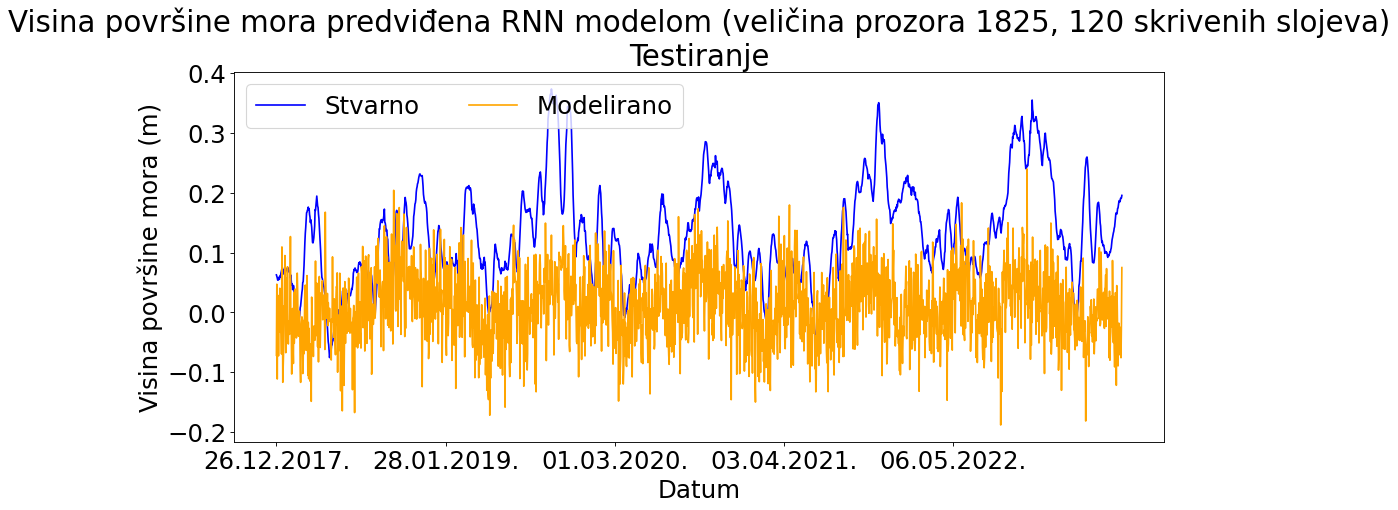 Visina površine mora predviđena RNN modelom (veličina prozora 1825, 120 skrivenih slojeva)
Testiranje
Stvarno
Modelirano
Visina površine mora (m)
0.4
0.3
0.2
0.1
0.0
−0.1
−0.2
26.12.2017. 28.01.2019. 01.03.2020. 03.04.2021. 06.05.2022.
Datum